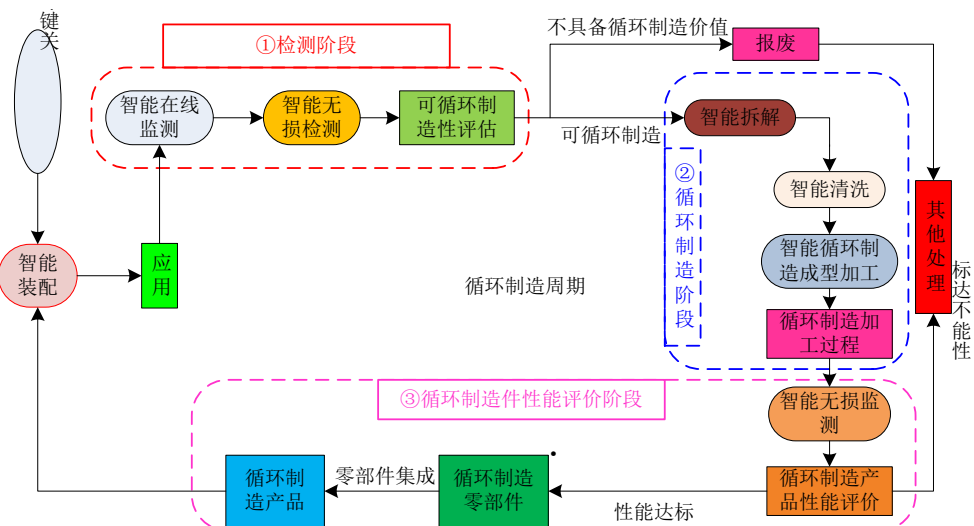 键关
①检测阶段
不具备循环制造价值
报废
智能在线
监测
智能无
损检测
可循环制
造性评估
可循环制造
智能拆解
②循环制造阶段
智能清洗
其他处理
智能
装配
应用
循环制造周期
智能循环制
造成型加工
标达不能性
循环制造加
工过程
③循环制造件性能评价阶段
智能无损监
测
循环制
造产品
零部件集成
循环制造
零部件
性能达标
循环制造产
品性能评价